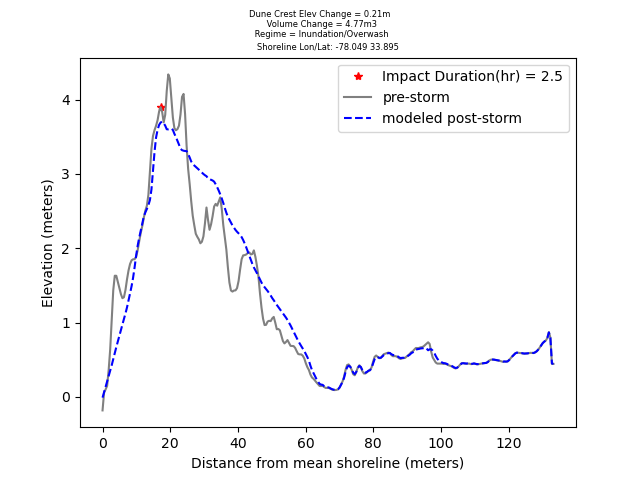 Dune Crest Elev Change = 0.21m
Volume Change = 4.77m3
Regime = Inundation/Overwash
Shoreline Lon/Lat: -78.049 33.895
Impact Duration(hr) = 2.5
pre-storm
modeled post-storm
Elevation (meters)
4
3
2
1
0
0 20 40 60 80 100 120
Distance from mean shoreline (meters)